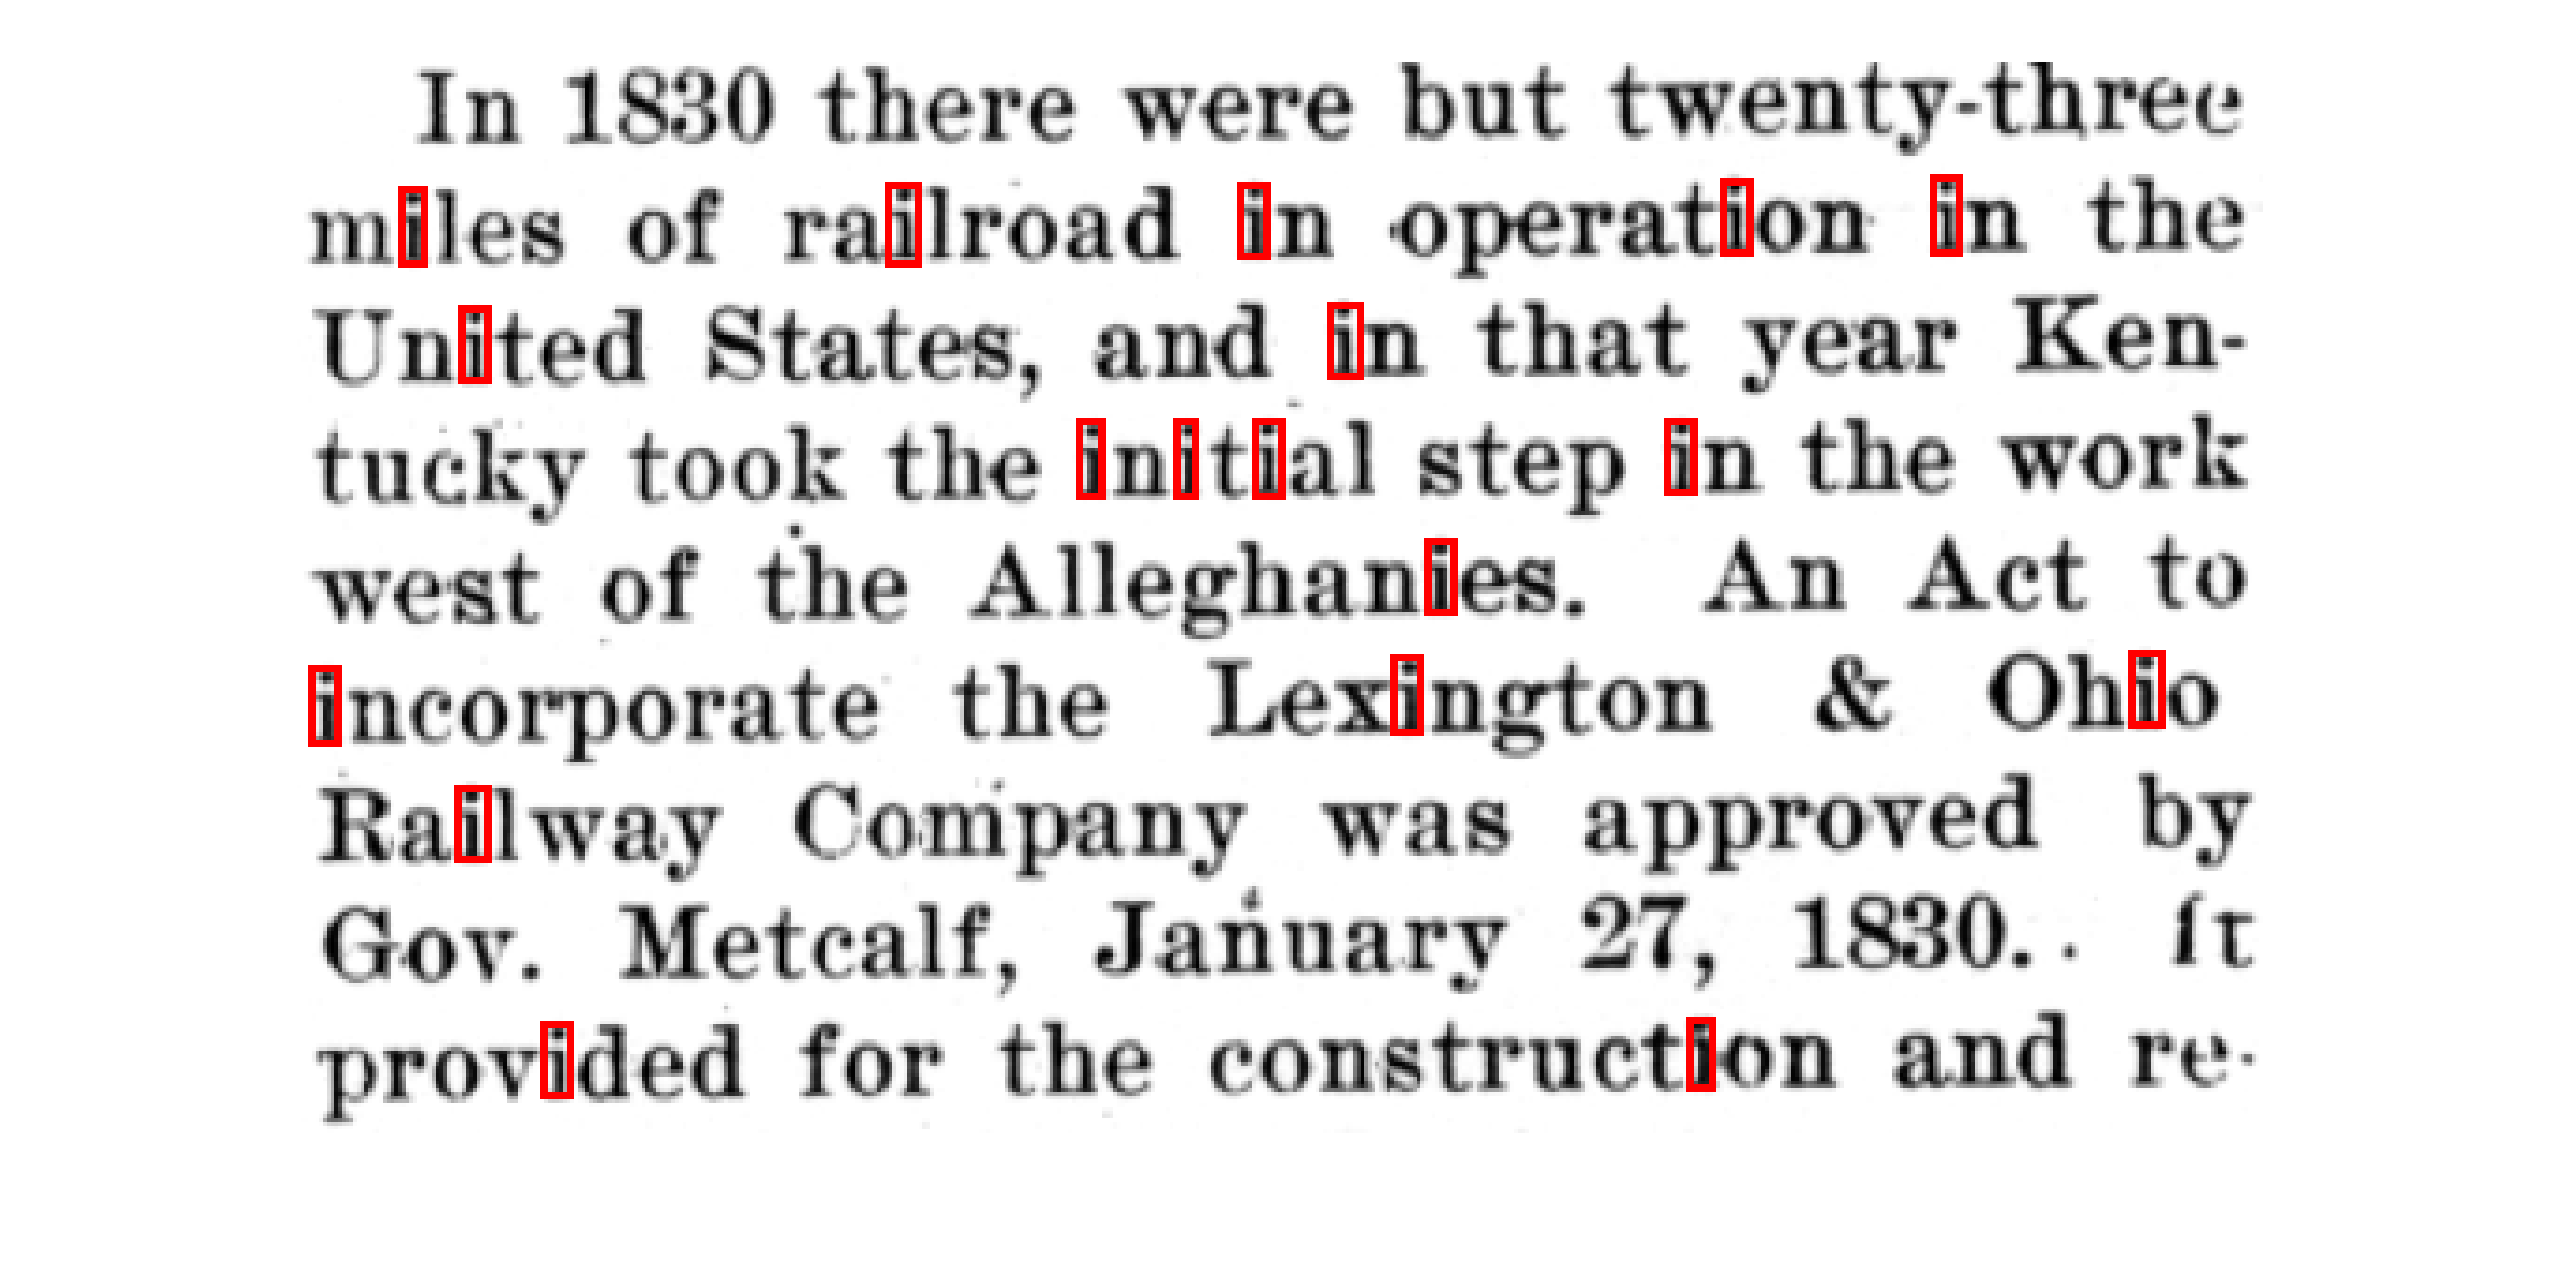 In 1830 there were but twenty-three
miles of railroad in operation in the
United States, and in that year Ken-
tucky took the initial step in the work
west of the Alleghanies. An Act to
incorporate the Lexington & Ohio
Railway Company was approved by
Gov. Metcalf, January 27, 1830. It
provided for the construction and re-